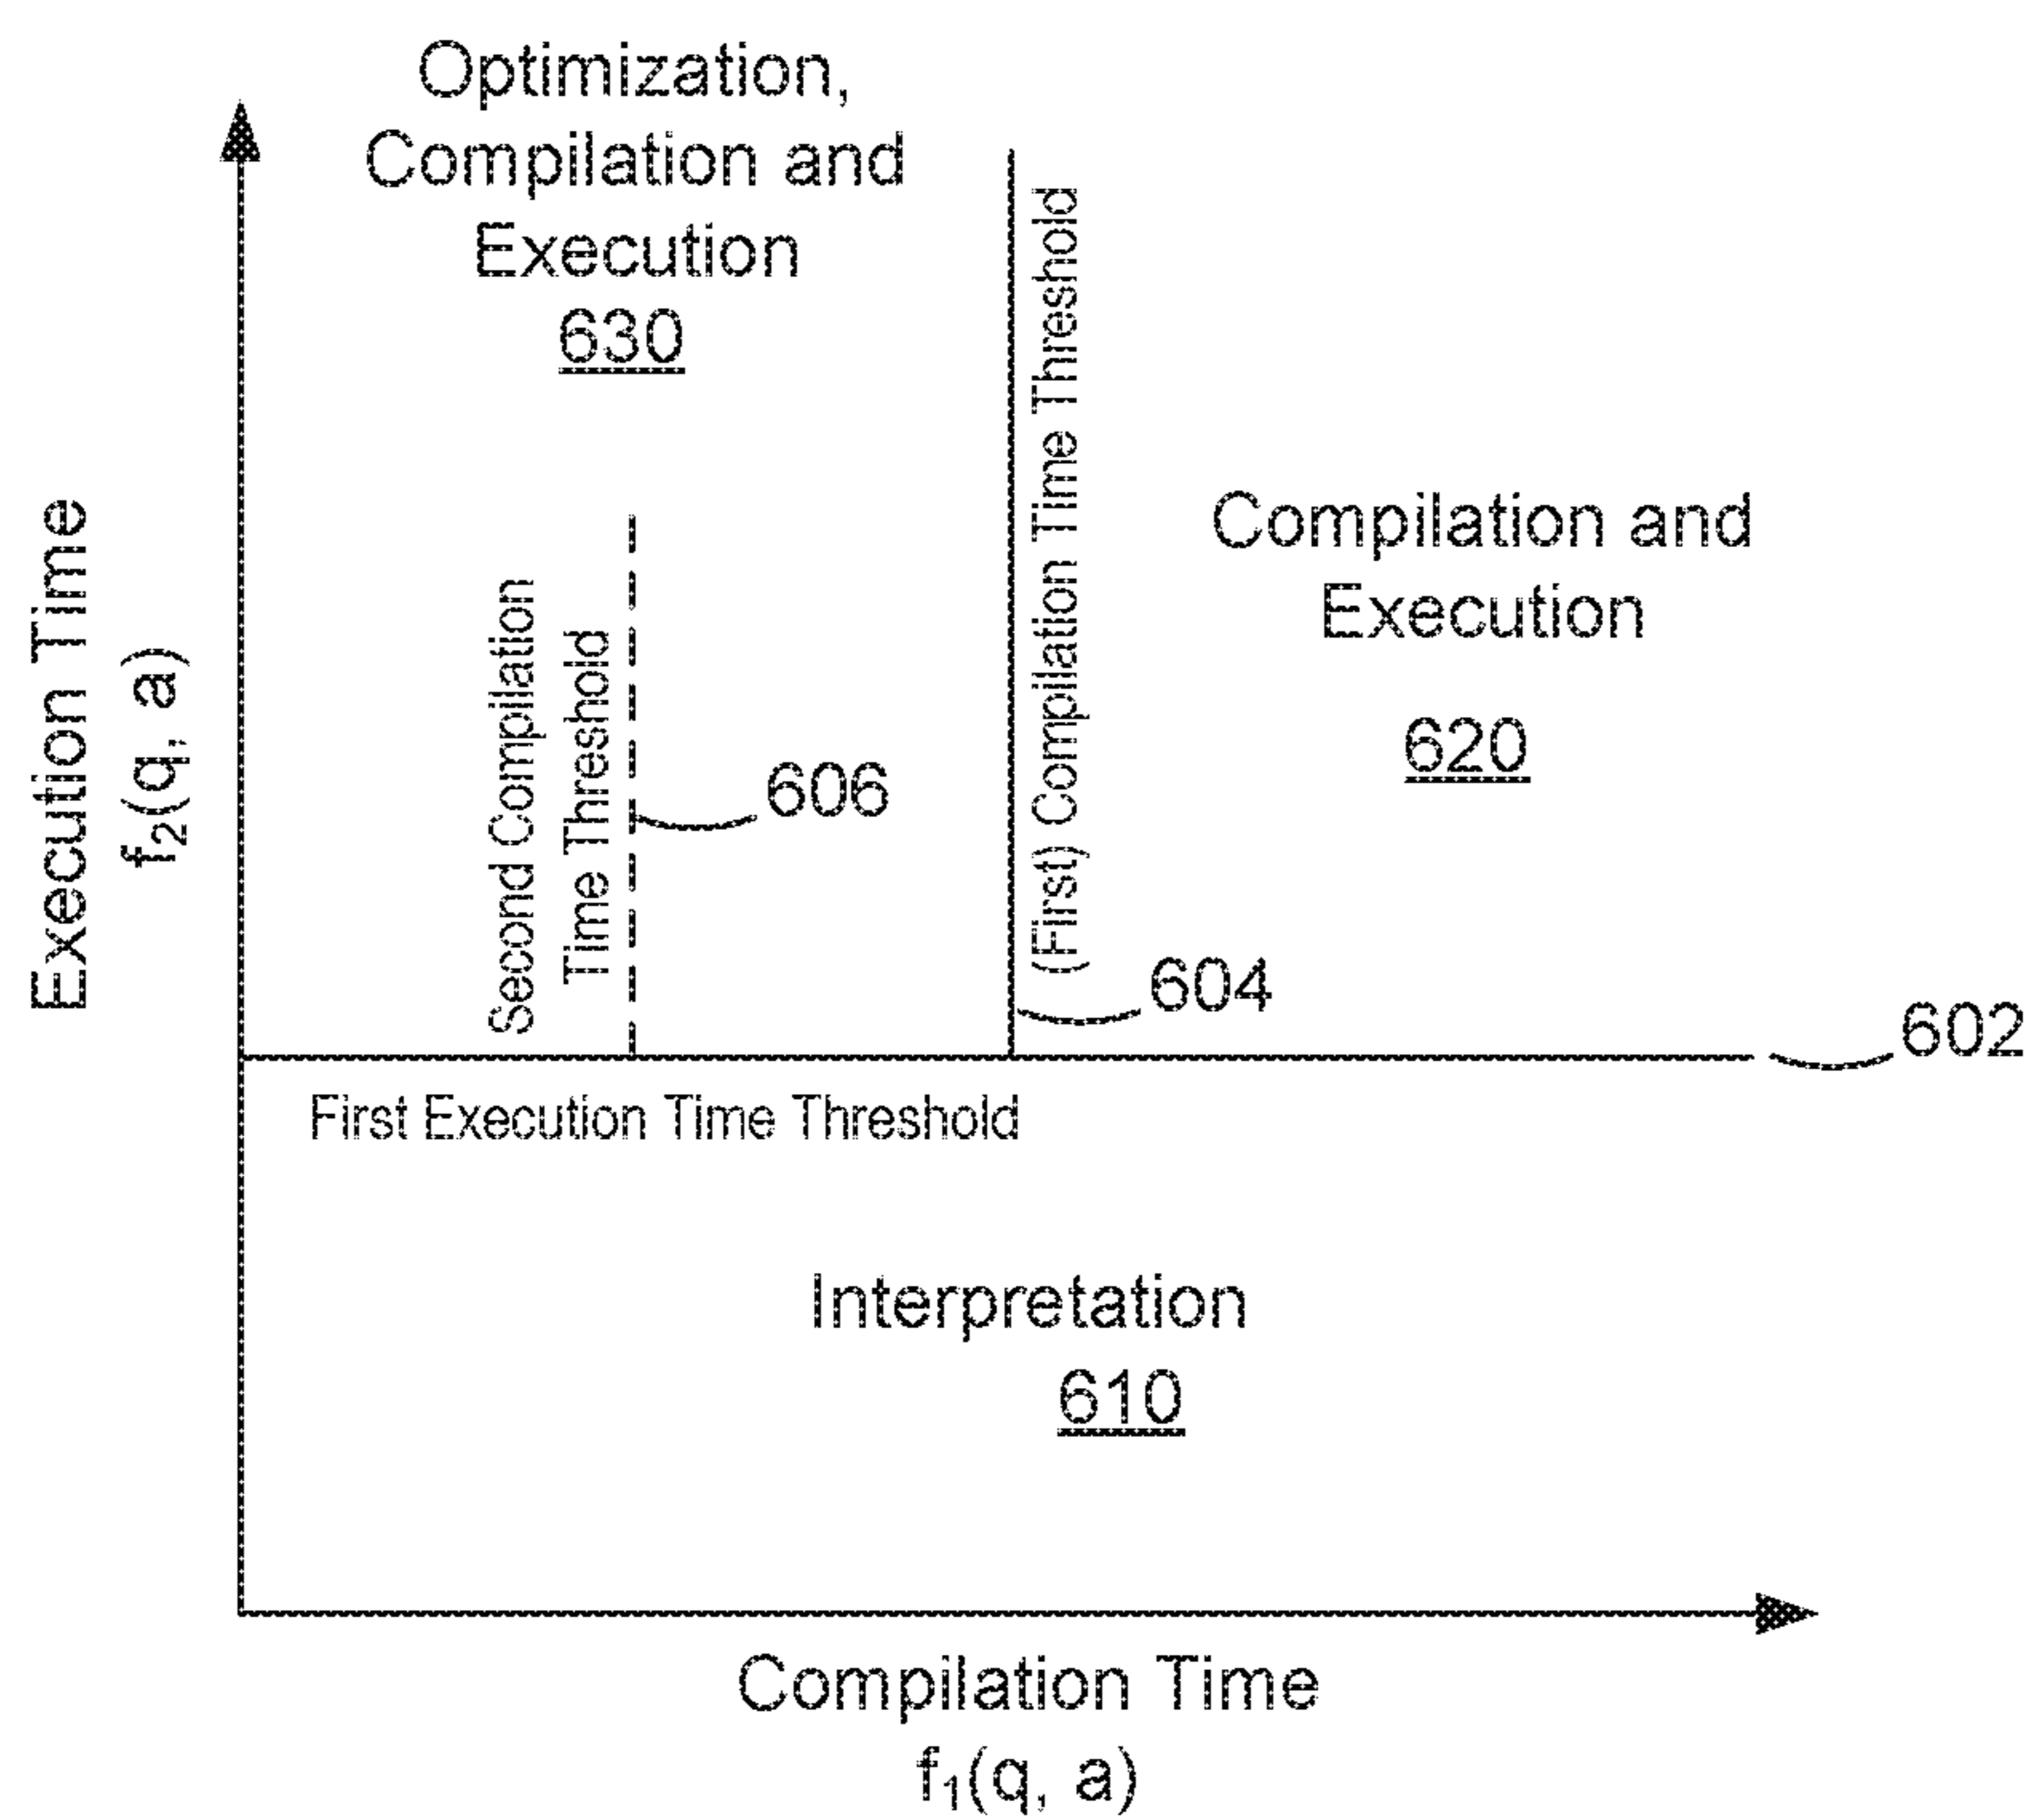 Optimization,
Compilation and
Execution
630
Execution Time
f₂(q, a)
Second Compilation
Time Threshold
606
(First) Compilation Time Threshold
Compilation and
Execution
620
604
602
First Execution Time Threshold
Interpretation
610
Compilation Time
f₁(q, a)